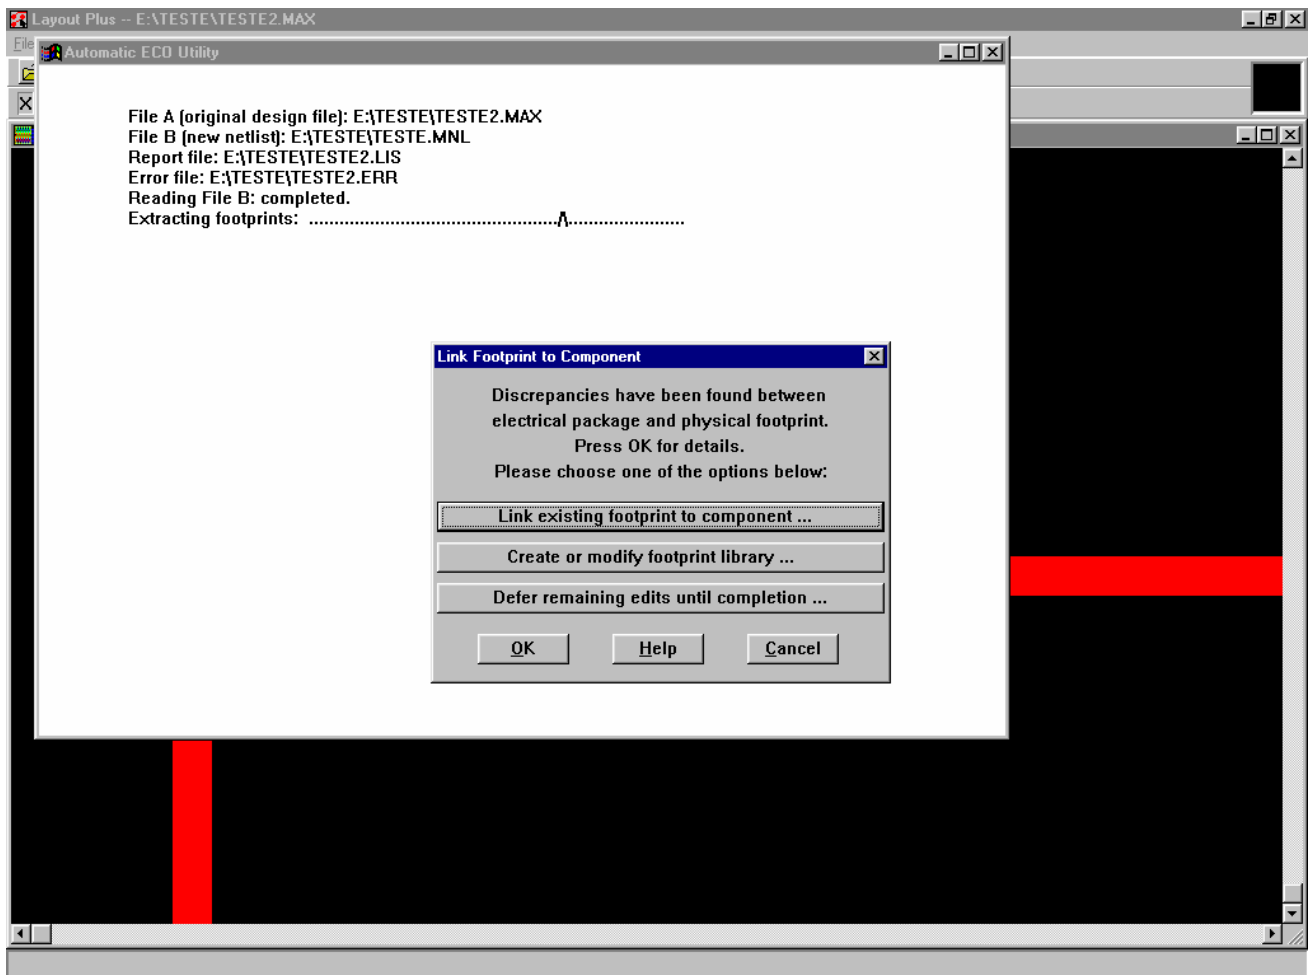 Layout Plus -- E:\TESTE\TESTE2.MAX
File
Automatic ECO Utility
File A (original design file): E:\TESTE\TESTE2.MAX
File B (new netlist): E:\TESTE\TESTE.MNL
Report file: E:\TESTE\TESTE2.LIS
Error file: E:\TESTE\TESTE2.ERR
Reading File B: completed.
Extracting footprints: ................................................./\.......................
Link Footprint to Component
Discrepancies have been found between
electrical package and physical footprint.
Press OK for details.
Please choose one of the options below:
Link existing footprint to component ...
Create or modify footprint library ...
Defer remaining edits until completion ...
OK Help Cancel